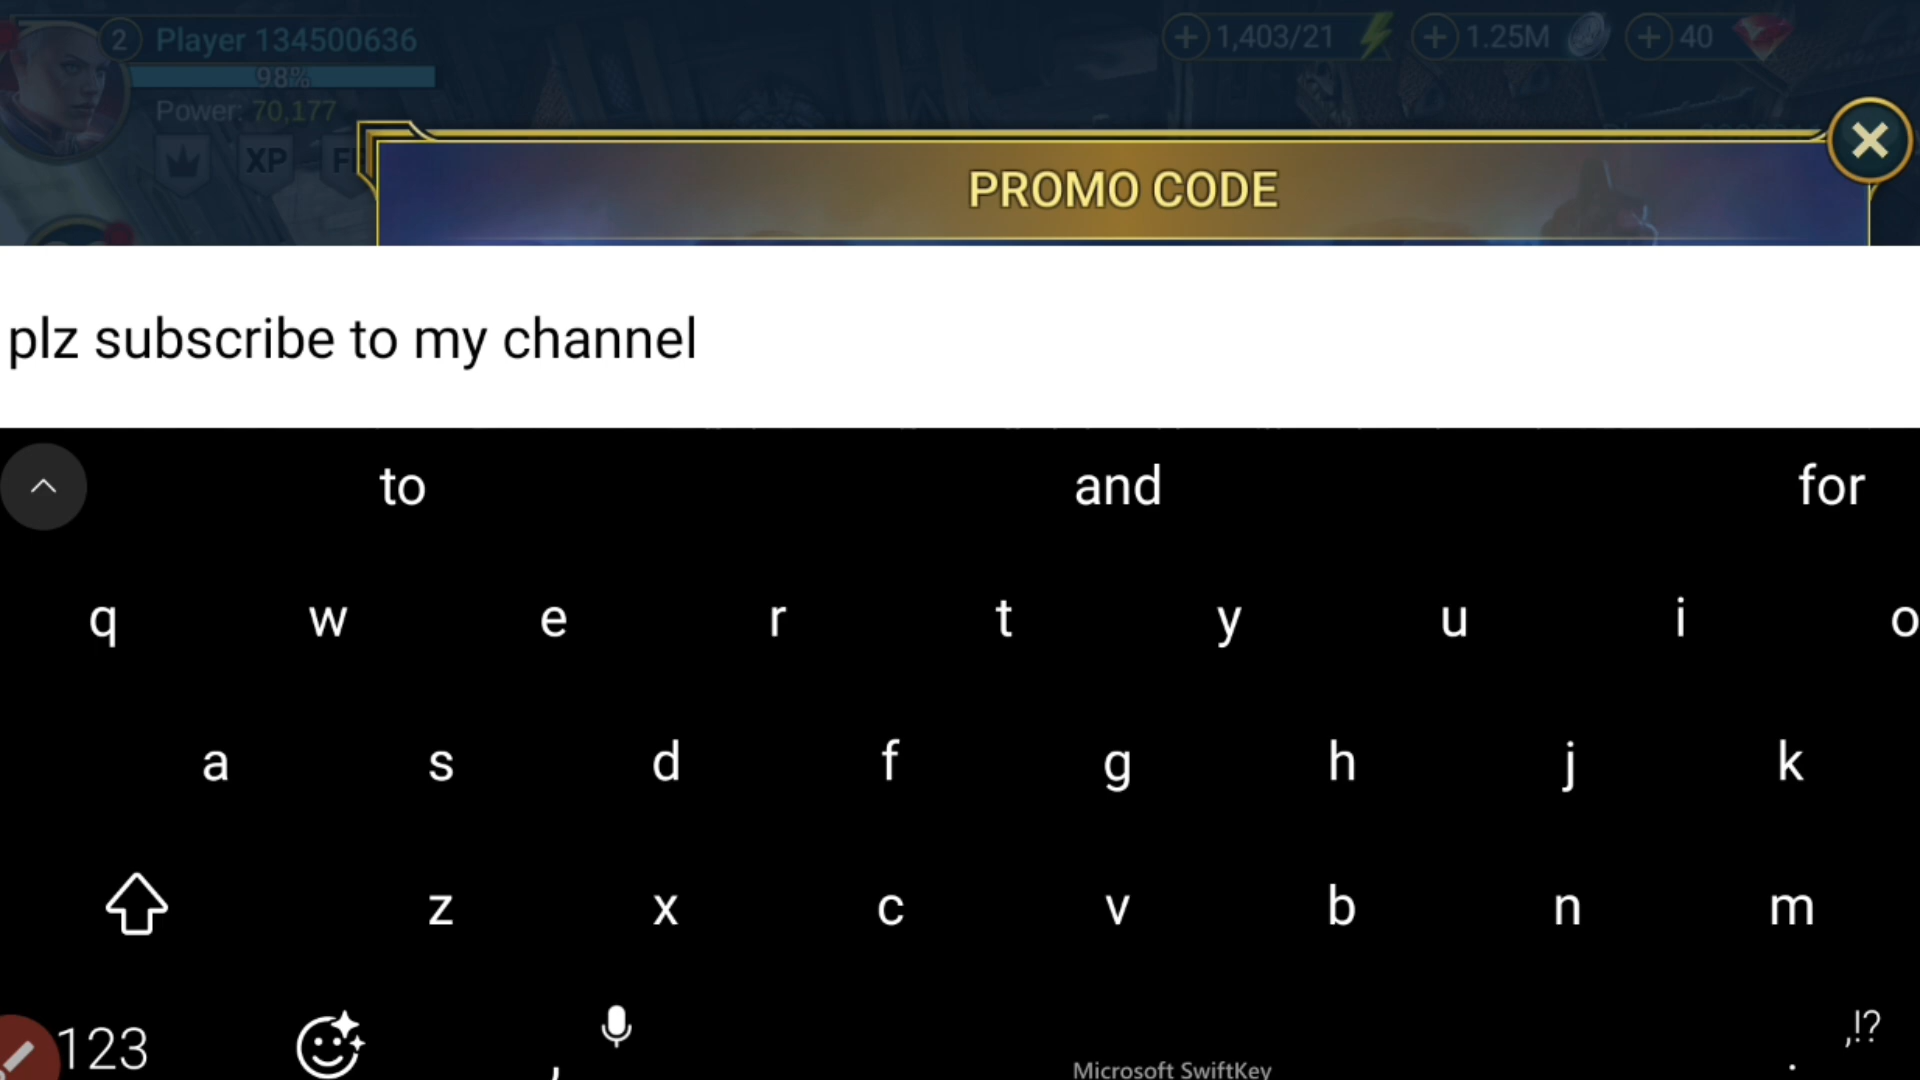 2 Player 134500636
98%
Power: 70,177
XP
1,403/21
1.25M
40
PROMO CODE
plz subscribe to my channel
to and for
q w e r t y u i o
a s d f g h j k
z x c v b n m
123 , Microsoft SwiftKey . ,!?